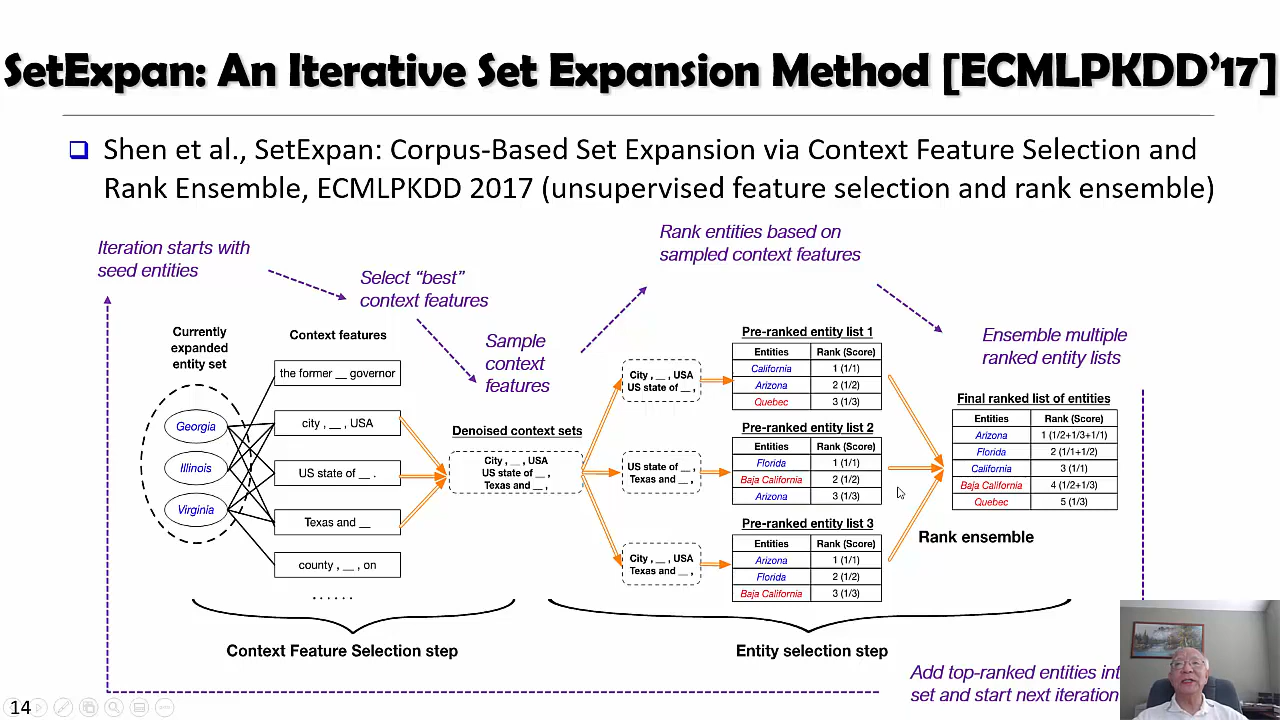 SetExpan: An Iterative Set Expansion Method [ECMLPKDD’17]
Shen et al., SetExpan: Corpus-Based Set Expansion via Context Feature Selection and
Rank Ensemble, ECMLPKDD 2017 (unsupervised feature selection and rank ensemble)
Iteration starts with
seed entities
Select “best”
context features
Sample
context
features
Rank entities based on
sampled context features
Ensemble multiple
ranked entity lists
Currently
expanded
entity set
Georgia
Illinois
Virginia
Context features
the former __ governor
city , __ , USA
US state of __ .
Texas and __
county , __ , on
. . . . . .
Denoised context sets
City , __ , USA
US state of __ ,
Texas and __ ,
City , __ , USA
US state of __ ,
US state of __ ,
Texas and __ ,
City , __ , USA
Texas and __ ,
Pre-ranked entity list 1
Entities Rank (Score)
California 1 (1/1)
Arizona 2 (1/2)
Quebec 3 (1/3)
Pre-ranked entity list 2
Entities Rank (Score)
Florida 1 (1/1)
Baja California 2 (1/2)
Arizona 3 (1/3)
Pre-ranked entity list 3
Entities Rank (Score)
Arizona 1 (1/1)
Florida 2 (1/2)
Baja California 3 (1/3)
Final ranked list of entities
Entities Rank (Score)
Arizona 1 (1/2+1/3+1/1)
Florida 2 (1/1+1/2)
California 3 (1/1)
Baja California 4 (1/2+1/3)
Quebec 5 (1/3)
Rank ensemble
Context Feature Selection step
Entity selection step
Add top-ranked entities int
set and start next iteration
14